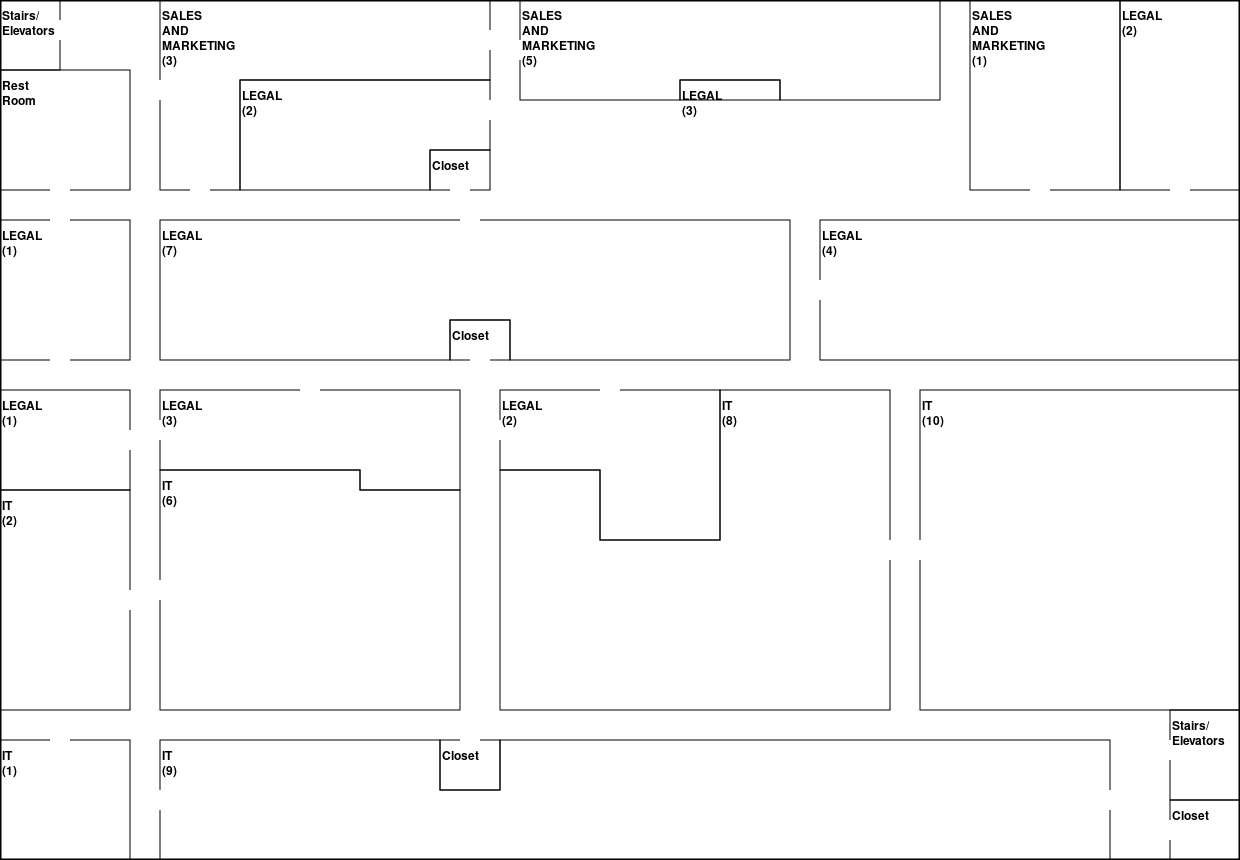 Stairs/
Elevators
SALES
AND
MARKETING
(3)
SALES
AND
MARKETING
(5)
SALES
AND
MARKETING
(1)
LEGAL
(2)
Rest
Room
LEGAL
(2)
LEGAL
(3)
Closet
LEGAL
(1)
LEGAL
(7)
LEGAL
(4)
Closet
LEGAL
(1)
LEGAL
(3)
LEGAL
(2)
IT
(8)
IT
(10)
IT
(2)
IT
(6)
Stairs/
Elevators
IT
(1)
IT
(9)
Closet
Closet